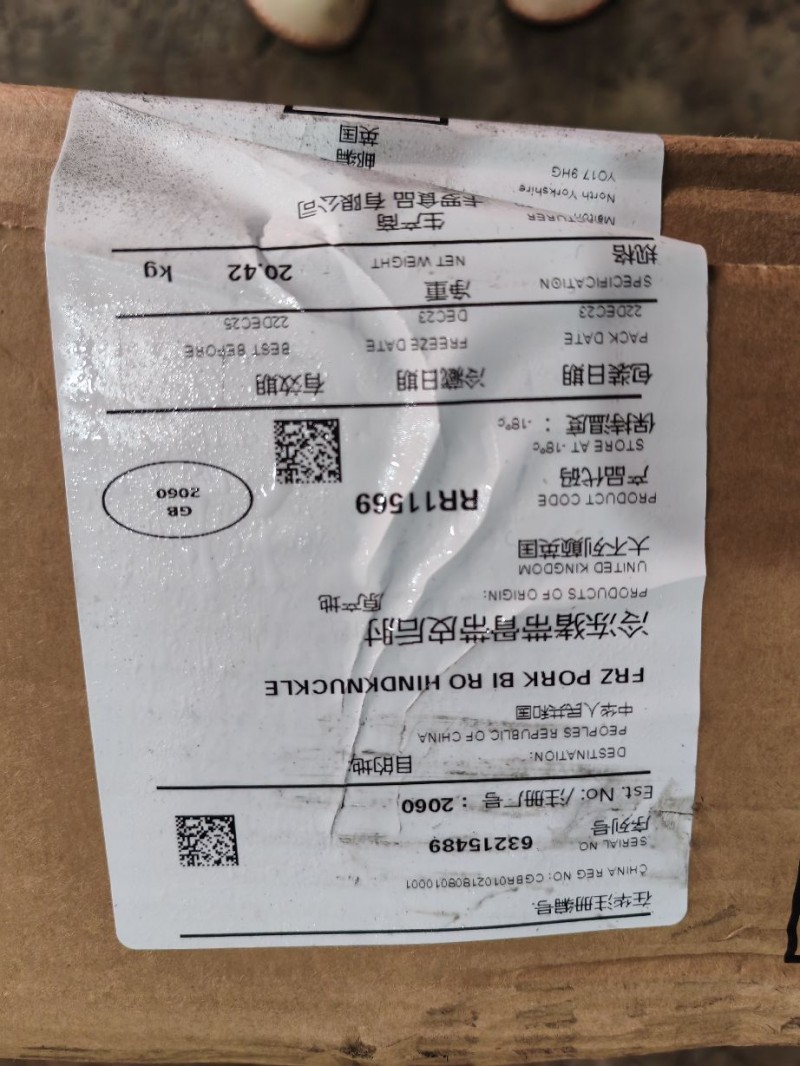 在华注册编号:
CHINA REG NO: CGBR01021808010001
SERIAL NO 63215489
序列号
Est. No:/注册厂号:2060
DESTINATION: 目的地
PEOPLES REPUBLIC OF CHINA
中华人民共和国
FRZ PORK BI RO HINDKNUCKLE
冷冻猪带骨带皮后肘
PRODUCTS OF ORIGIN: 原产地
UNITED KINGDOM
大不列颠英国
PRODUCT CODE RR11569
产品代码
GB
2060
STORE AT -18°C
保持温度: -18°C
包装日期 冷藏日期 有效期
PACK DATE FREEZE DATE BEST BEFORE
22DEC23 DEC23 22DEC25
SPECIFICATION 净重
规格 NET WEIGHT 20.42 kg
生产商
食品有限公司
North Yorkshire
YO17 9HG 邮编
英国